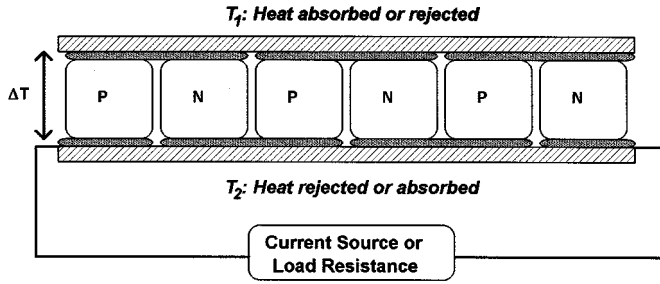 T1: Heat absorbed or rejected
ΔT
P N P N P N
T2: Heat rejected or absorbed
Current Source or
Load Resistance